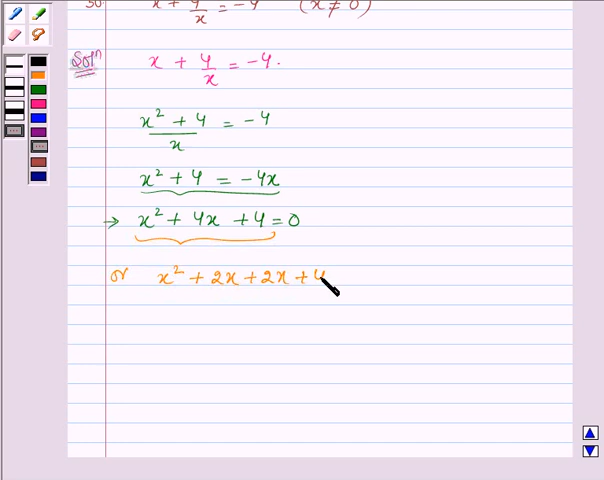 30. x + 4/x = -4 (x ≠ 0)
Solⁿ x + 4/x = -4.
x² + 4 / x = -4
x² + 4 = -4x
→ x² + 4x + 4 = 0
or x² + 2x + 2x + 4